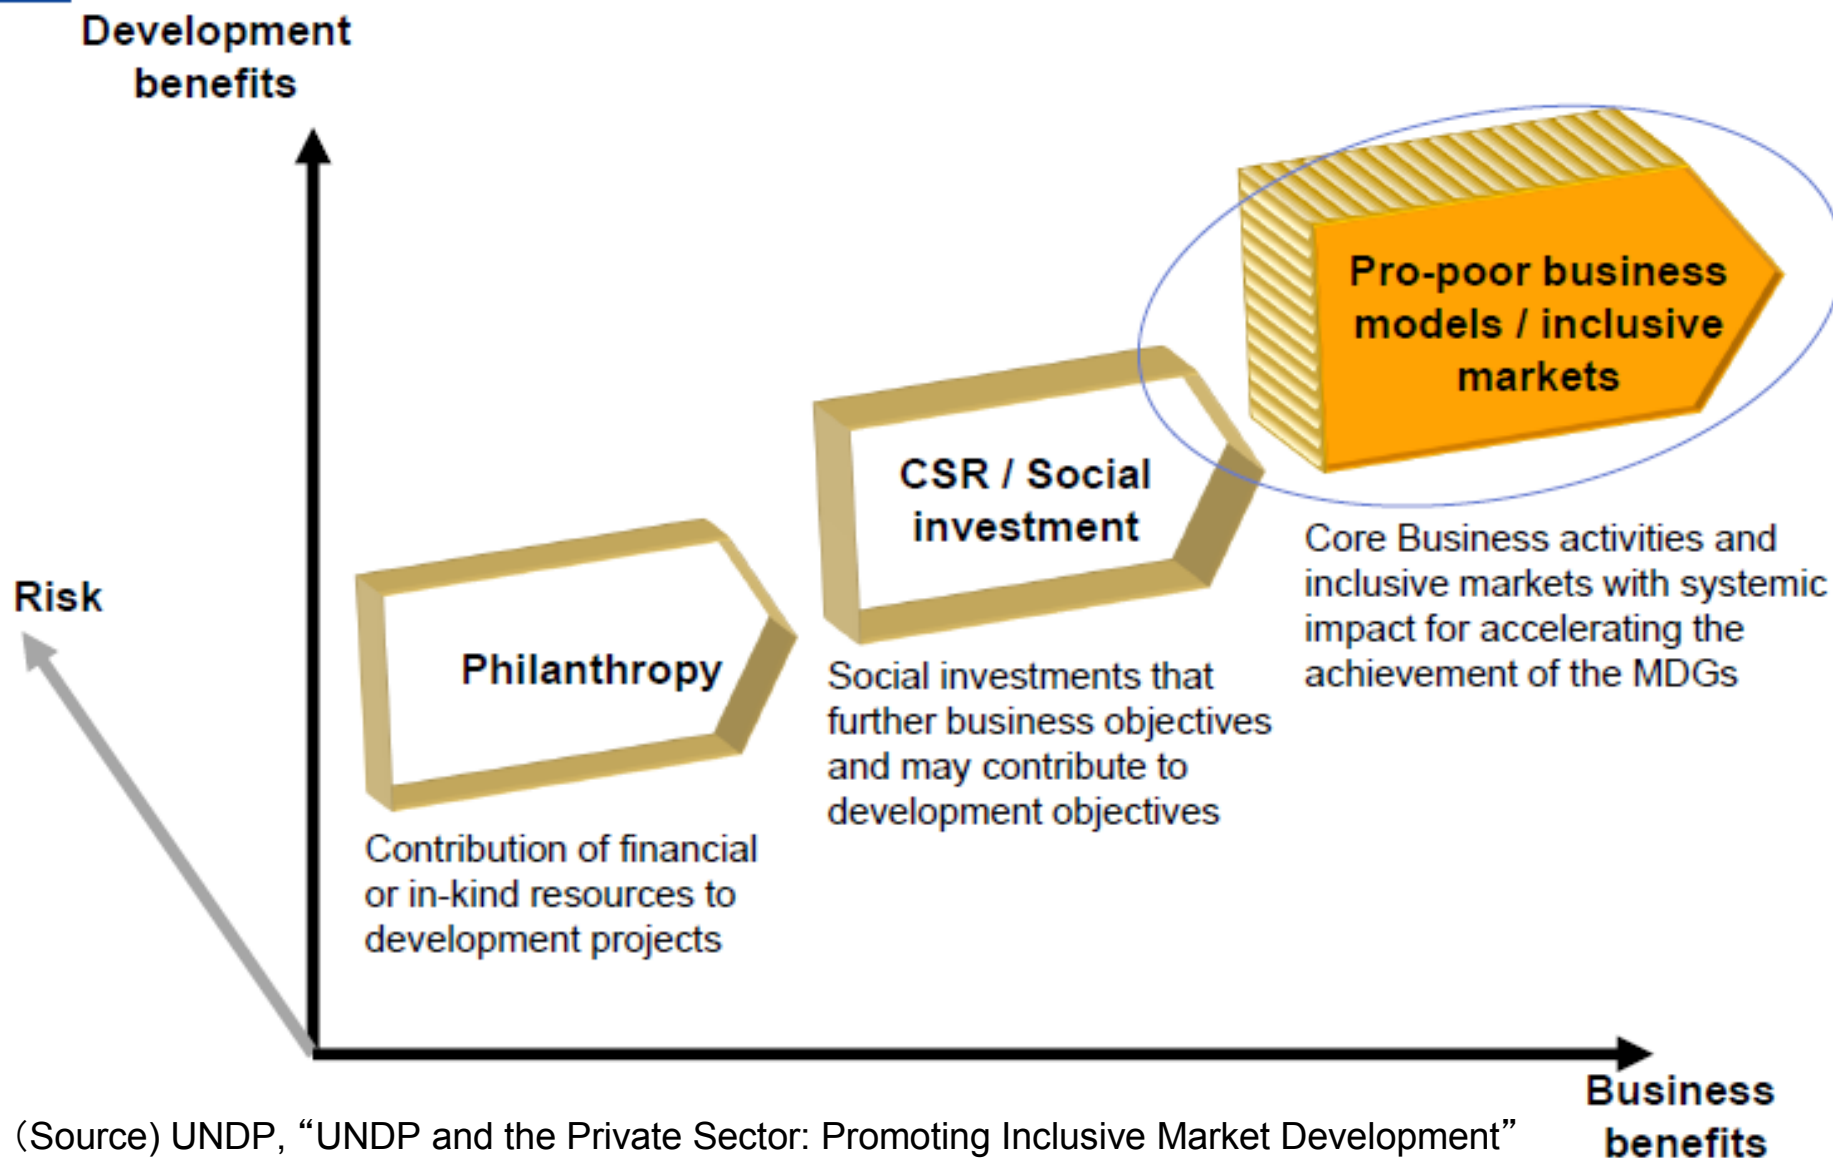 Development
benefits
Pro-poor business
models / inclusive
markets
CSR / Social
investment
Core Business activities and
inclusive markets with systemic
impact for accelerating the
achievement of the MDGs
Risk
Philanthropy
Social investments that
further business objectives
and may contribute to
development objectives
Contribution of financial
or in-kind resources to
development projects
Business
benefits
（Source) UNDP, “UNDP and the Private Sector: Promoting Inclusive Market Development”